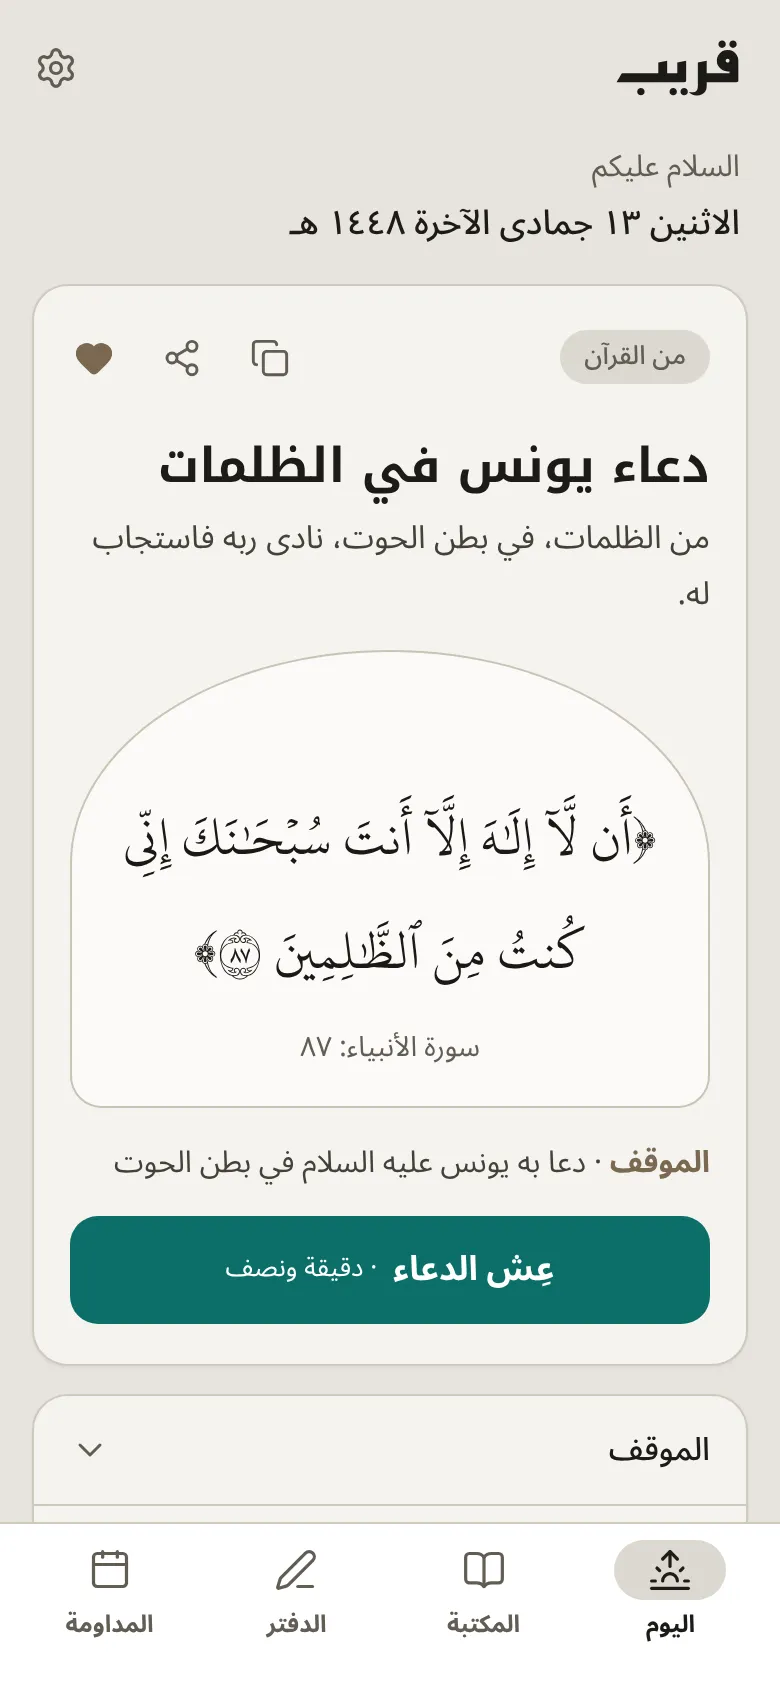 قريب
السلام عليكم
الاثنين ١٣ جمادى الآخرة ١٤٤٨ هـ
من القرآن
دعاء يونس في الظلمات
من الظلمات، في بطن الحوت، نادى ربه فاستجاب
له.
﴿أَن لَّآ إِلَـٰهَ إِلَّآ أَنتَ سُبْحَـٰنَكَ إِنِّى
كُنتُ مِنَ ٱلظَّـٰلِمِينَ ٨٧﴾
سورة الأنبياء: ٨٧
الموقف · دعا به يونس عليه السلام في بطن الحوت
عِش الدعاء · دقيقة ونصف
الموقف
اليوم
المكتبة
الدفتر
المداومة